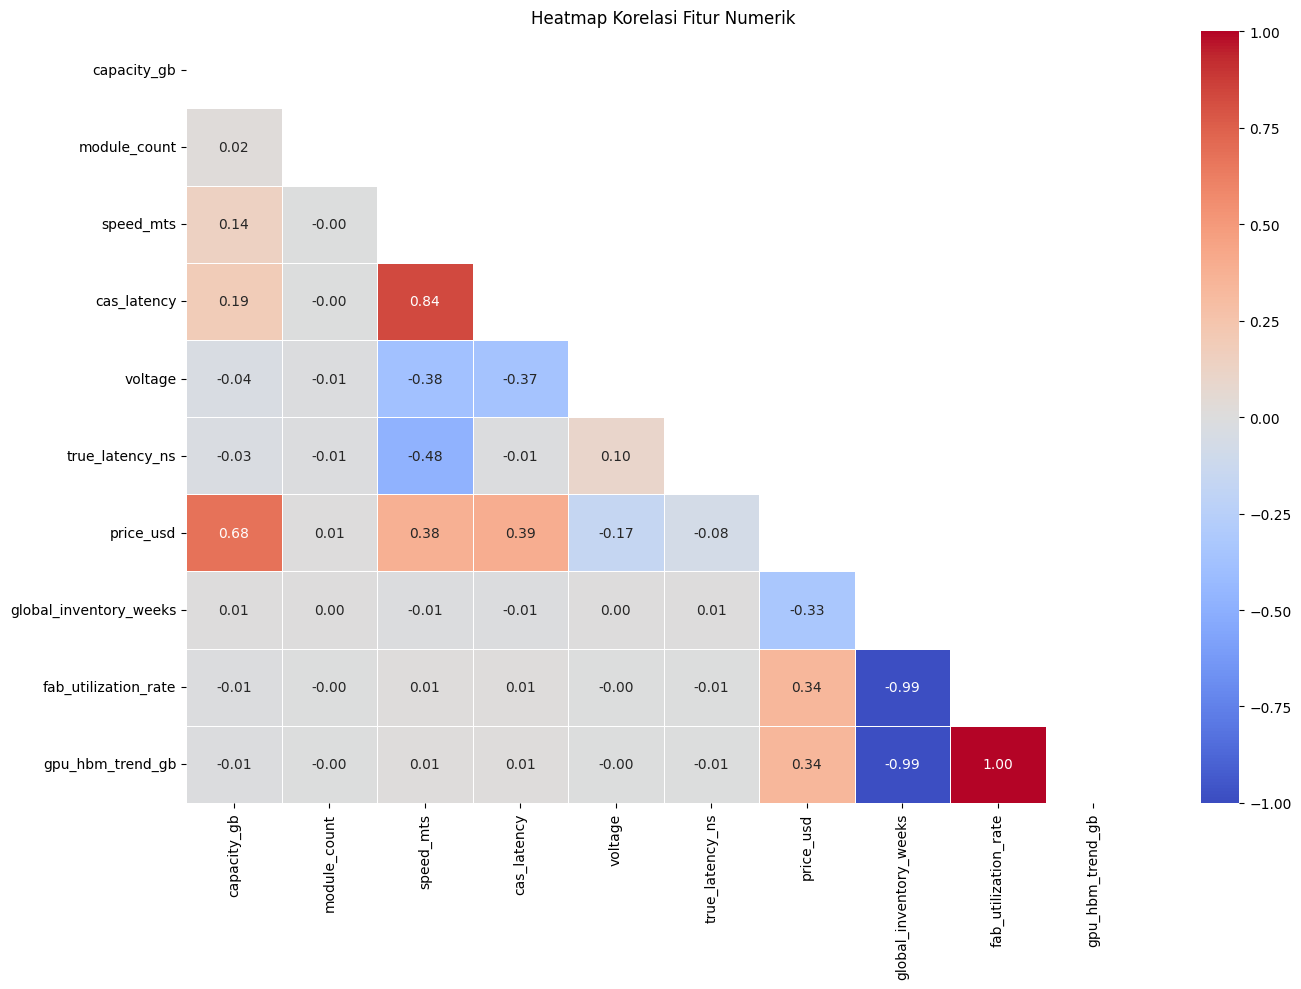 Heatmap Korelasi Fitur Numerik
capacity_gb
module_count 0.02
speed_mts 0.14 -0.00
cas_latency 0.19 -0.00 0.84
voltage -0.04 -0.01 -0.38 -0.37
true_latency_ns -0.03 -0.01 -0.48 -0.01 0.10
price_usd 0.68 0.01 0.38 0.39 -0.17 -0.08
global_inventory_weeks 0.01 0.00 -0.01 -0.01 0.00 0.01 -0.33
fab_utilization_rate -0.01 -0.00 0.01 0.01 -0.00 -0.01 0.34 -0.99
gpu_hbm_trend_gb -0.01 -0.00 0.01 0.01 -0.00 -0.01 0.34 -0.99 1.00
capacity_gb
module_count
speed_mts
cas_latency
voltage
true_latency_ns
price_usd
global_inventory_weeks
fab_utilization_rate
gpu_hbm_trend_gb
1.00
0.75
0.50
0.25
0.00
−0.25
−0.50
−0.75
−1.00